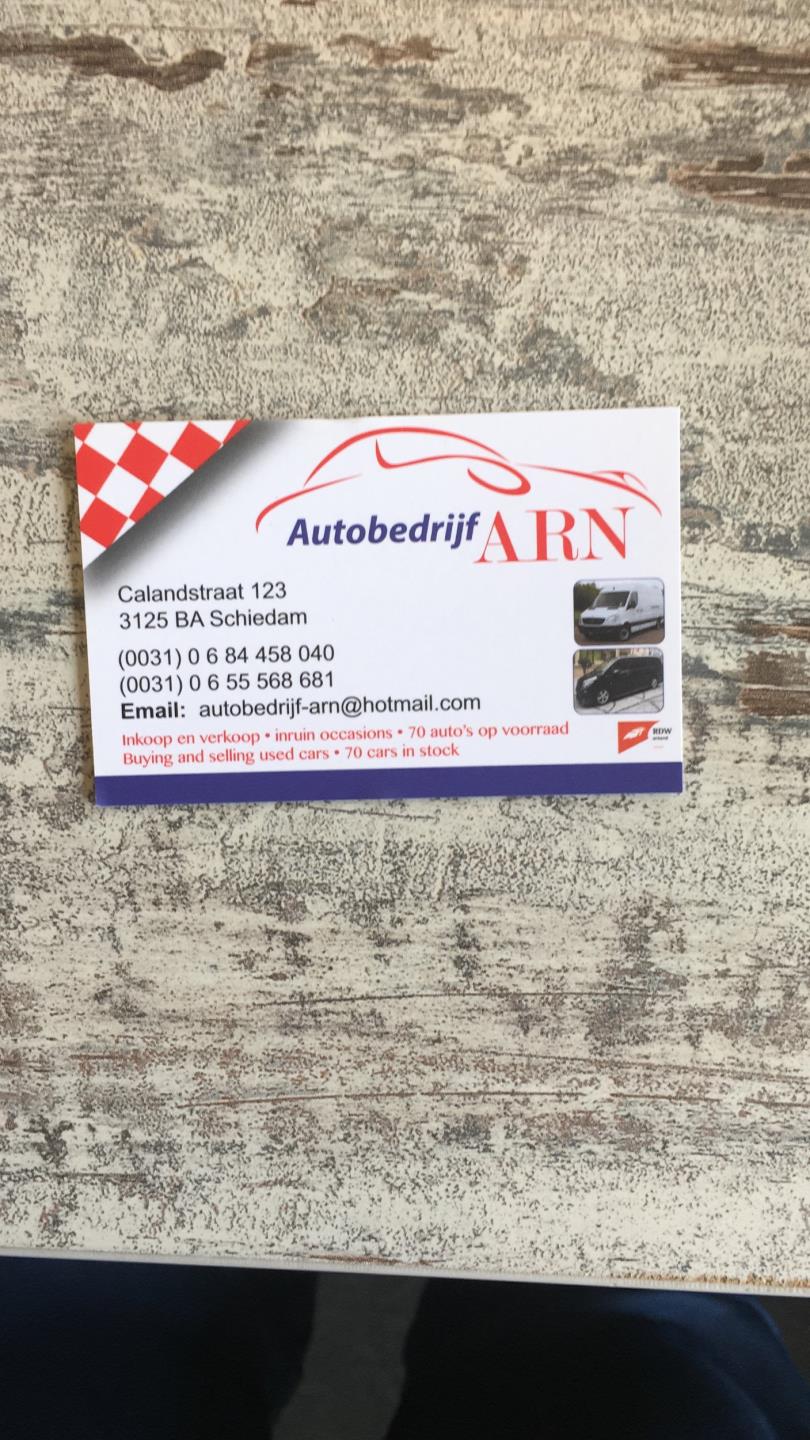 Autobedrijf ARN
Calandstraat 123
3125 BA Schiedam
(0031) 0 6 84 458 040
(0031) 0 6 55 568 681
Email: autobedrijf-arn@hotmail.com
Inkoop en verkoop • inruin occasions • 70 auto's op voorraad
Buying and selling used cars • 70 cars in stock
RDW